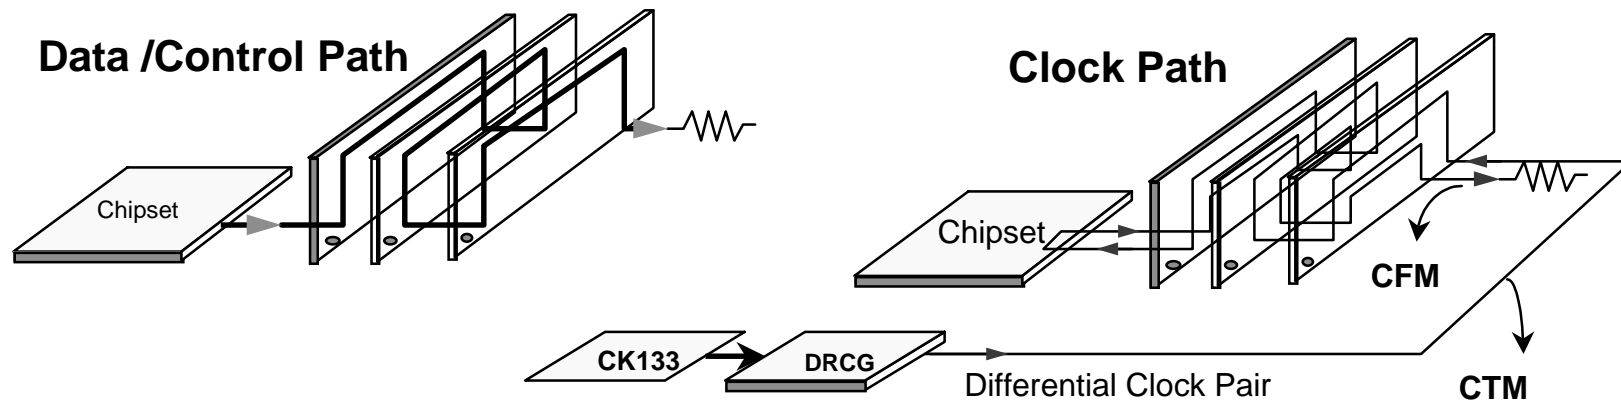 Data /Control Path
Chipset
Clock Path
Chipset
CFM
CK133
DRCG
Differential Clock Pair
CTM